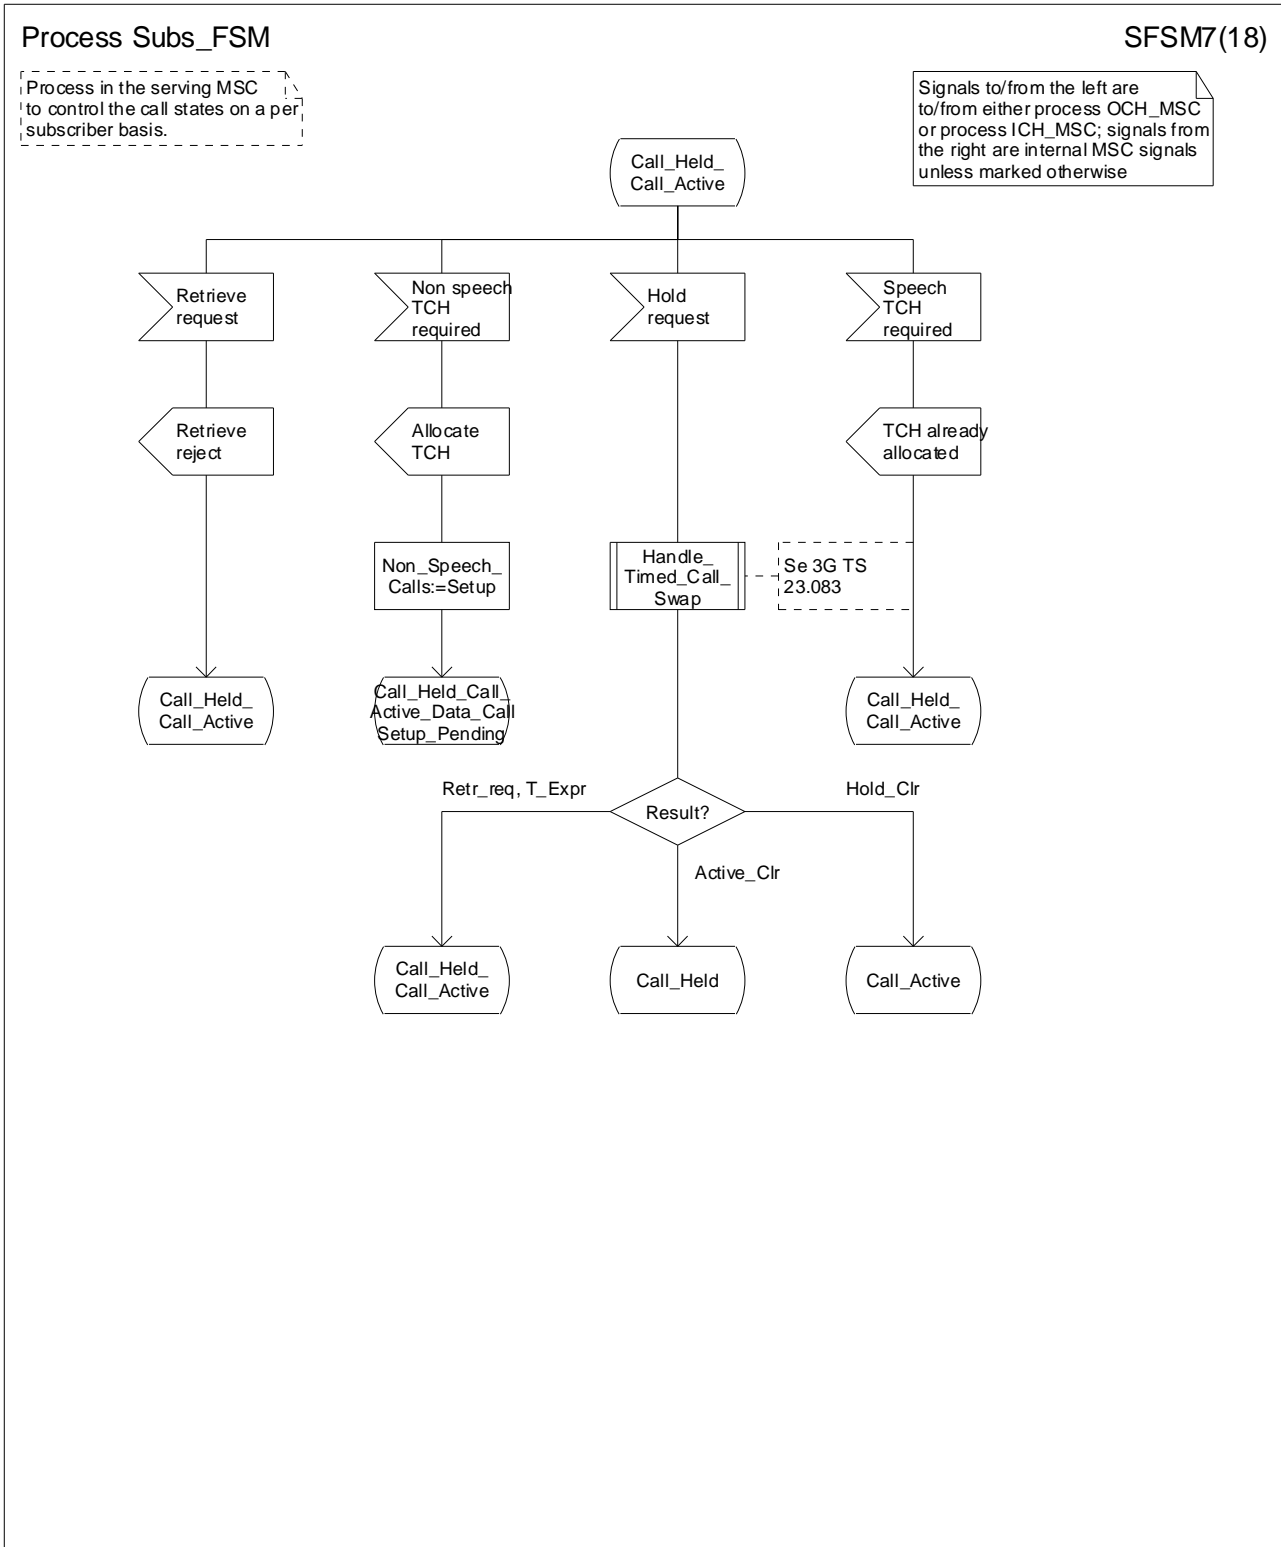 Process Subs_FSM
SFSM7(18)
Process in the serving MSC
to control the call states on a per
subscriber basis.
Signals to/from the left are
to/from either process OCH_MSC
or process ICH_MSC; signals from
the right are internal MSC signals
unless marked otherwise
Call_Held_
Call_Active
Retrieve
request
Non speech
TCH
required
Hold
request
Speech
TCH
required
Retrieve
reject
Allocate
TCH
TCH already
allocated
Non_Speech_
Calls:=Setup
Handle_
Timed_Call_
Swap
Se 3G TS
23.083
Call_Held_
Call_Active
Call_Held_Call_
Active_Data_Call
Setup_Pending
Call_Held_
Call_Active
Retr_req, T_Expr
Result?
Hold_Clr
Active_Clr
Call_Held_
Call_Active
Call_Held
Call_Active